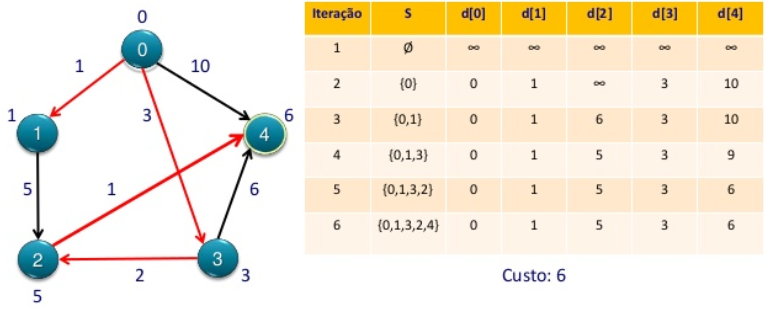 0
0
1
10
1
1
3
4
6
5
1
6
2
2
3
3
5
Iteração S d[0] d[1] d[2] d[3] d[4]
1 Ø ∞ ∞ ∞ ∞ ∞
2 {0} 0 1 ∞ 3 10
3 {0,1} 0 1 6 3 10
4 {0,1,3} 0 1 5 3 9
5 {0,1,3,2} 0 1 5 3 6
6 {0,1,3,2,4} 0 1 5 3 6
Custo: 6